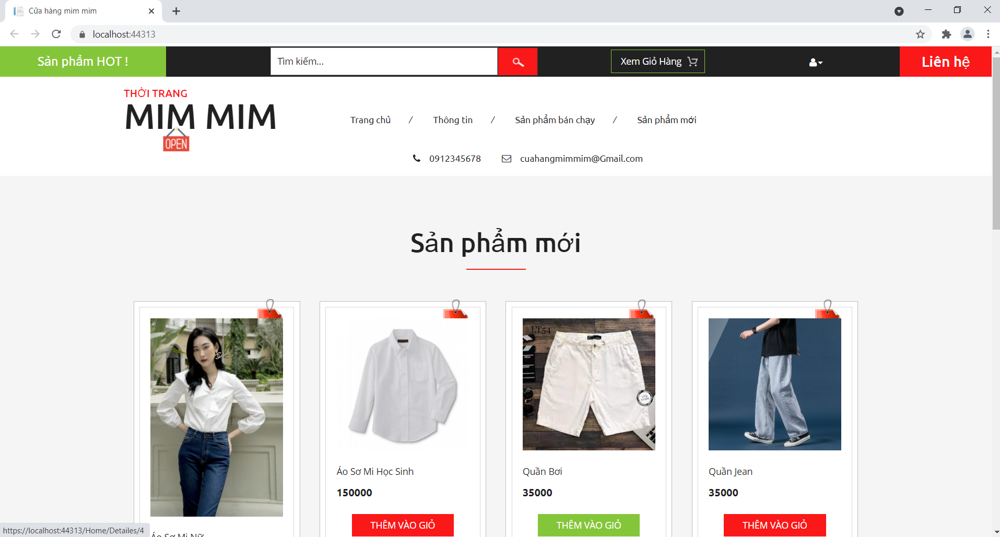 Cửa hàng mim mim
localhost:44313
Sản phẩm HOT !
Tìm kiếm...
Xem Giỏ Hàng
Liên hệ
THỜI TRANG
MIM MIM
OPEN
Trang chủ / Thông tin / Sản phẩm bán chạy / Sản phẩm mới
0912345678 cuahangmimmim@Gmail.com
Sản phẩm mới
LT54
Áo Sơ Mi Học Sinh
150000
THÊM VÀO GIỎ
Quần Bơi
35000
THÊM VÀO GIỎ
Quần Jean
35000
THÊM VÀO GIỎ
Áo Sơ Mi Nữ
https://localhost:44313/Home/Detailes/4